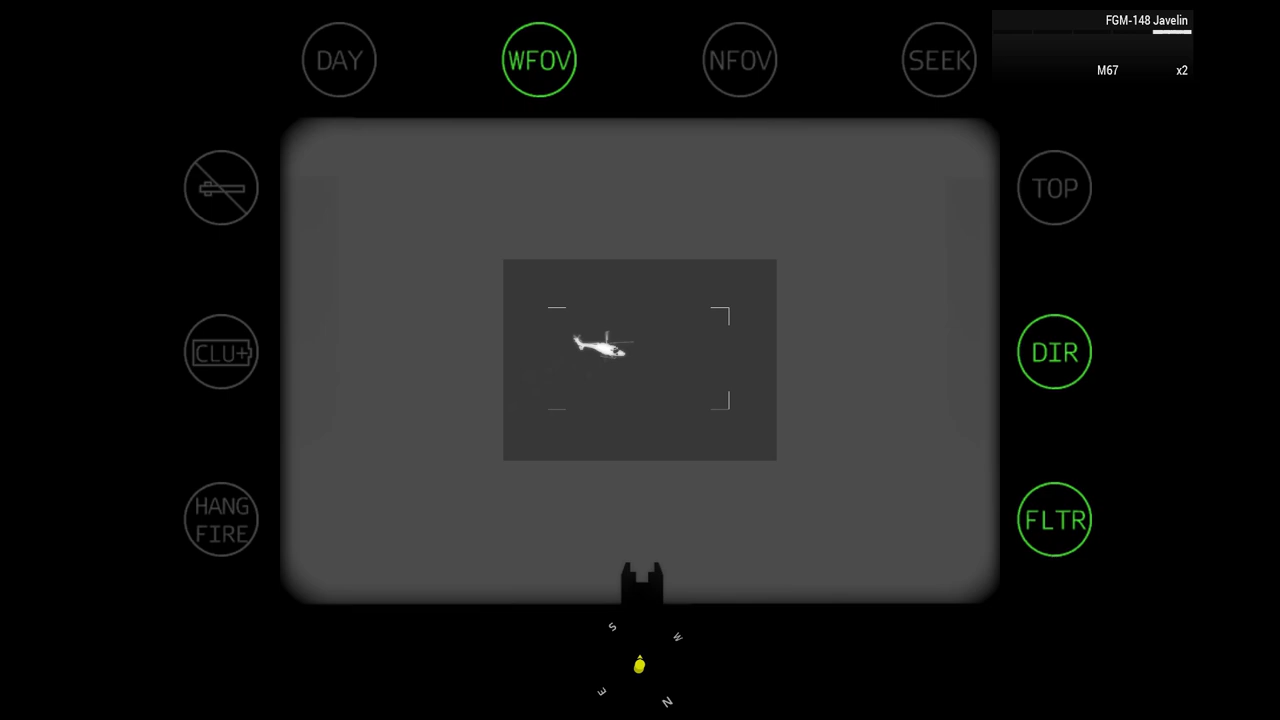 FGM-148 Javelin
DAY
WFOV
NFOV
SEEK
M67 x2
TOP
CLU+
DIR
HANG
FIRE
FLTR
S
W
E
N